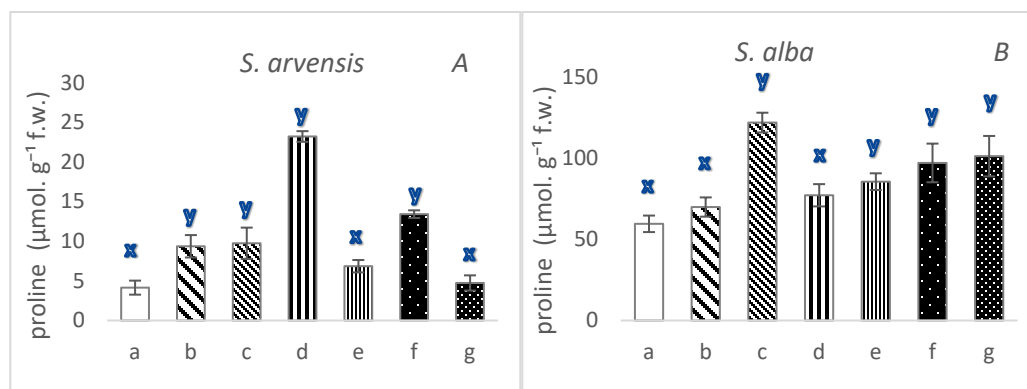 S. arvensis A
proline (μmol. g⁻¹ f.w.)
30
25
20
15
10
5
0
x
y
y
y
x
y
x
a b c d e f g
S. alba B
proline (μmol. g⁻¹ f.w.)
150
100
50
0
x
x
y
x
y
y
y
a b c d e f g